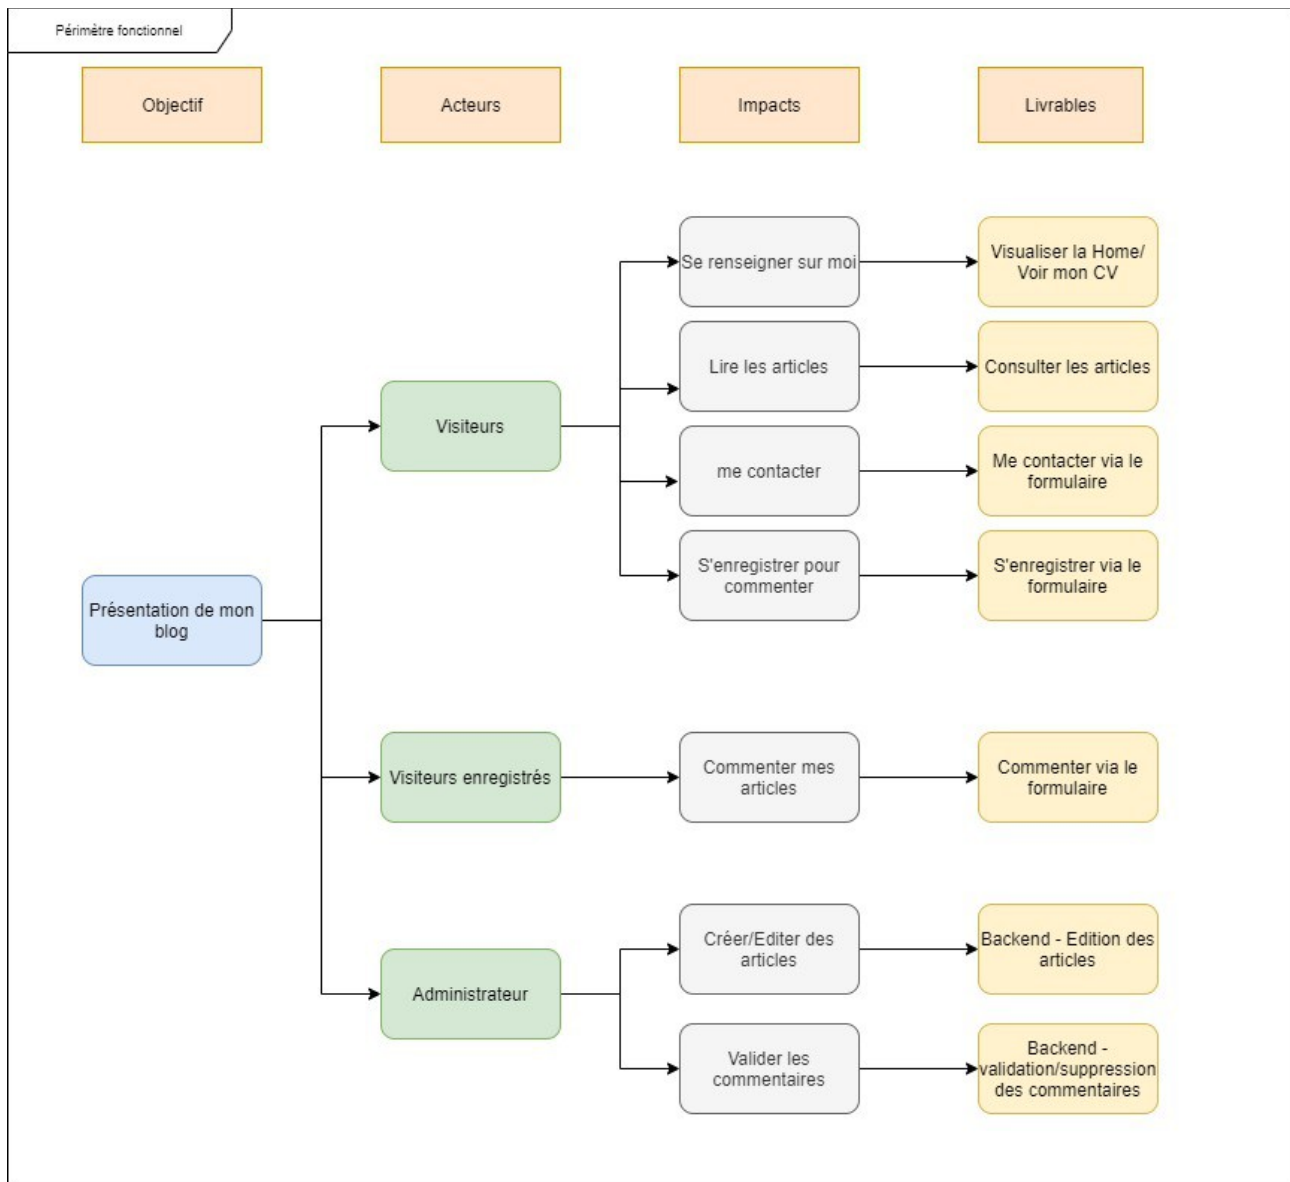 Périmètre fonctionnel
Objectif
Acteurs
Impacts
Livrables
Se renseigner sur moi
Visualiser la Home/
Voir mon CV
Lire les articles
Consulter les articles
Visiteurs
me contacter
Me contacter via le
formulaire
S'enregistrer pour
commenter
S'enregistrer via le
formulaire
Présentation de mon
blog
Visiteurs enregistrés
Commenter mes
articles
Commenter via le
formulaire
Administrateur
Créer/Editer des
articles
Backend - Edition des
articles
Valider les
commentaires
Backend -
validation/suppression
des commentaires